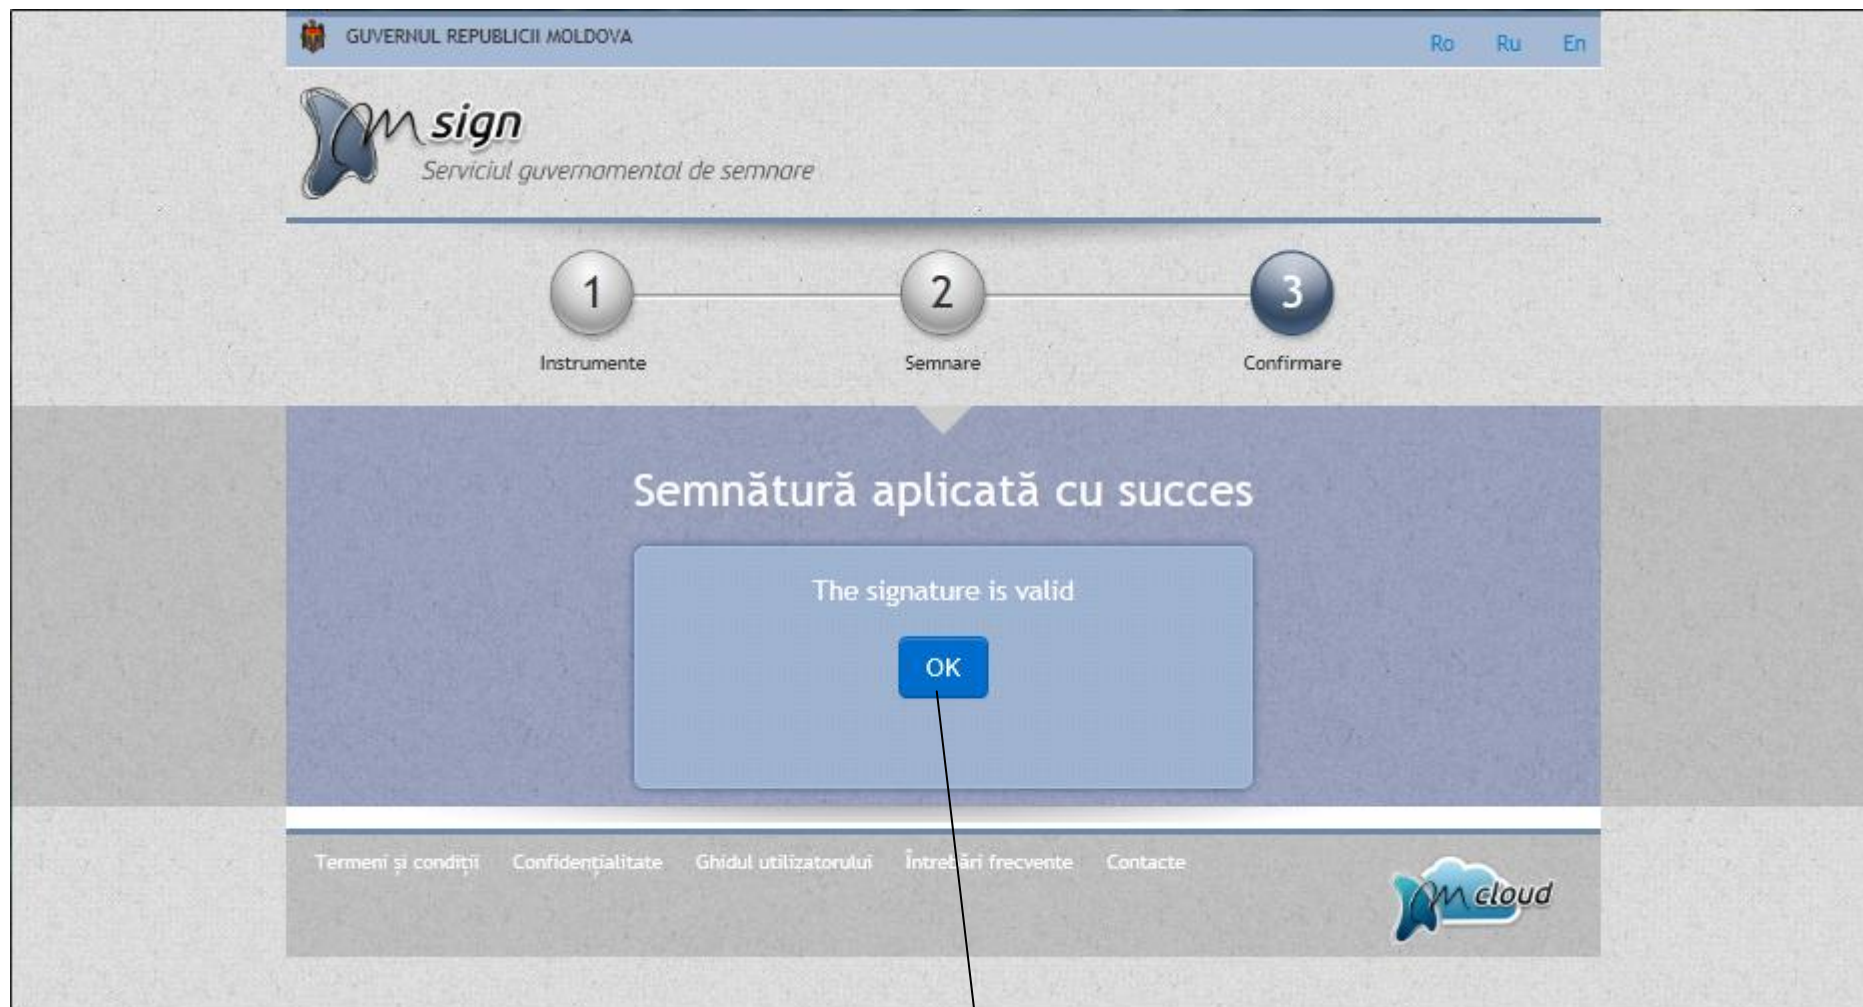 GUVERNUL REPUBLICII MOLDOVA Ro Ru En
M sign
Serviciul guvernamental de semnare
1 2 3
Instrumente Semnare Confirmare
Semnătură aplicată cu succes
The signature is valid
OK
Termeni și condiții Confidențialitate Ghidul utilizatorului Întrebări frecvente Contacte
M cloud